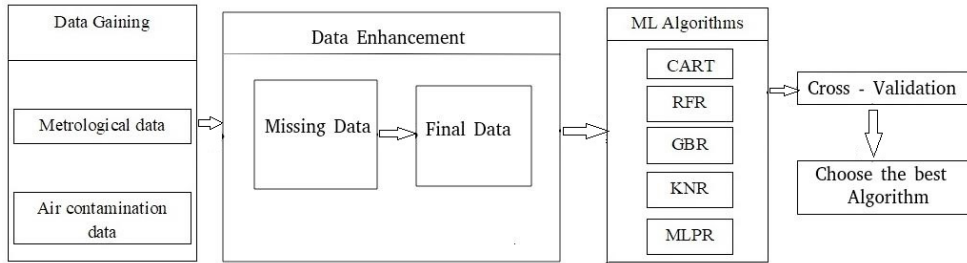 Data Gaining
Metrological data
Air contamination
data
Data Enhancement
Missing Data
Final Data
ML Algorithms
CART
RFR
GBR
KNR
MLPR
Cross - Validation
Choose the best
Algorithm